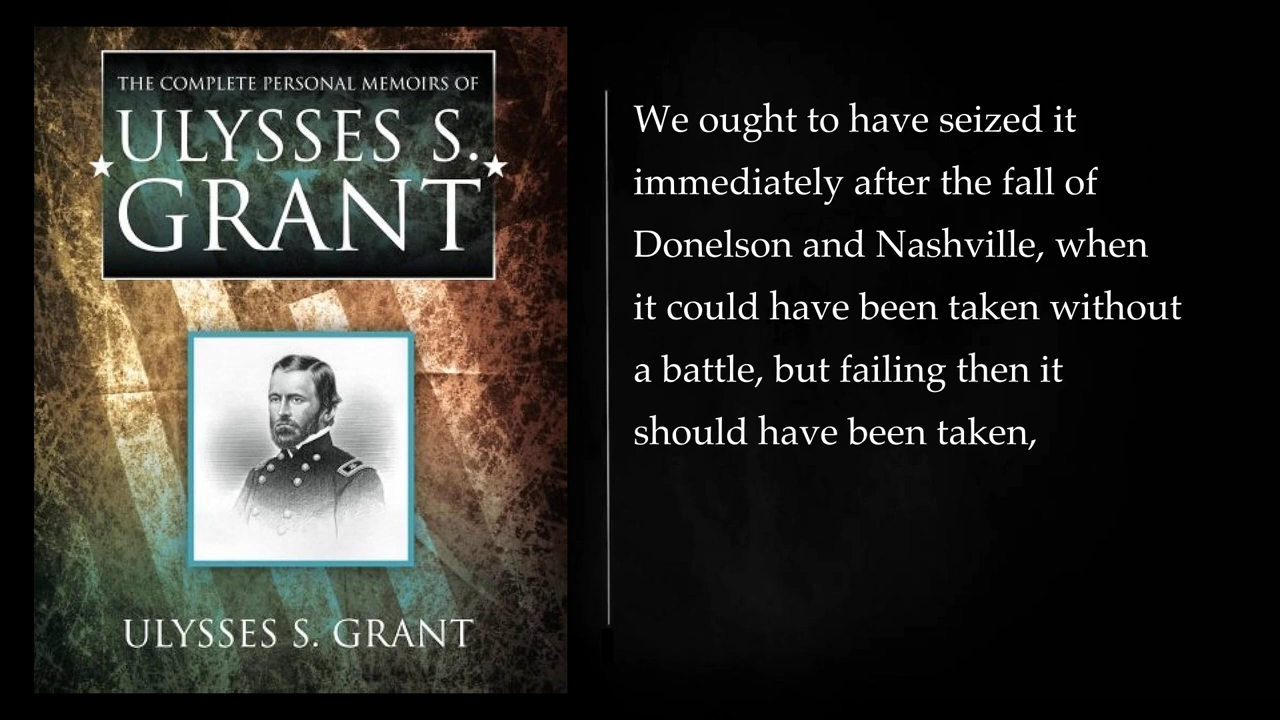 THE COMPLETE PERSONAL MEMOIRS OF
ULYSSES S.
GRANT
ULYSSES S. GRANT
We ought to have seized it
immediately after the fall of
Donelson and Nashville, when
it could have been taken without
a battle, but failing then it
should have been taken,